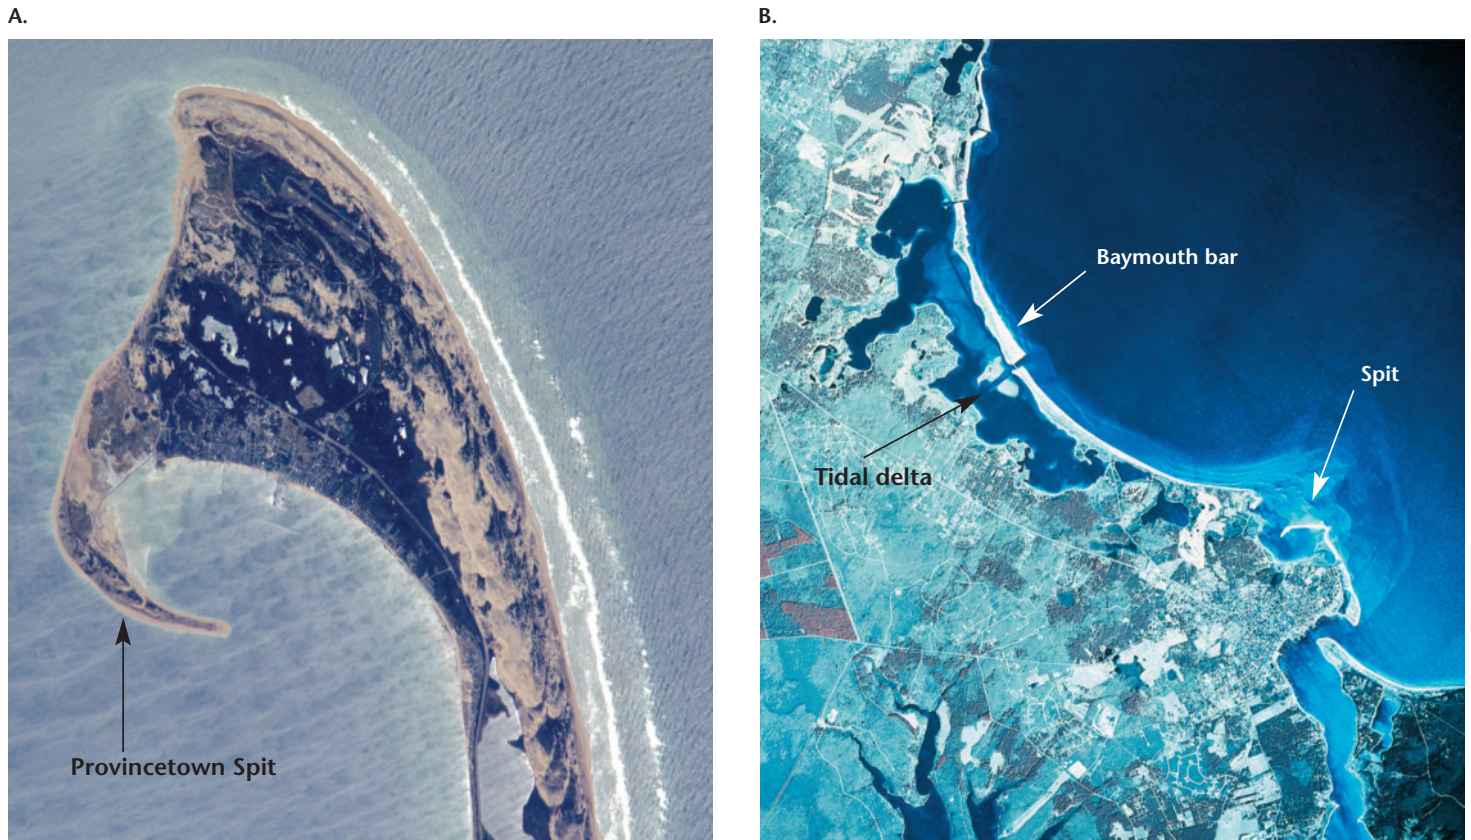 A.
B.
Baymouth bar
Spit
Tidal delta
Provincetown Spit